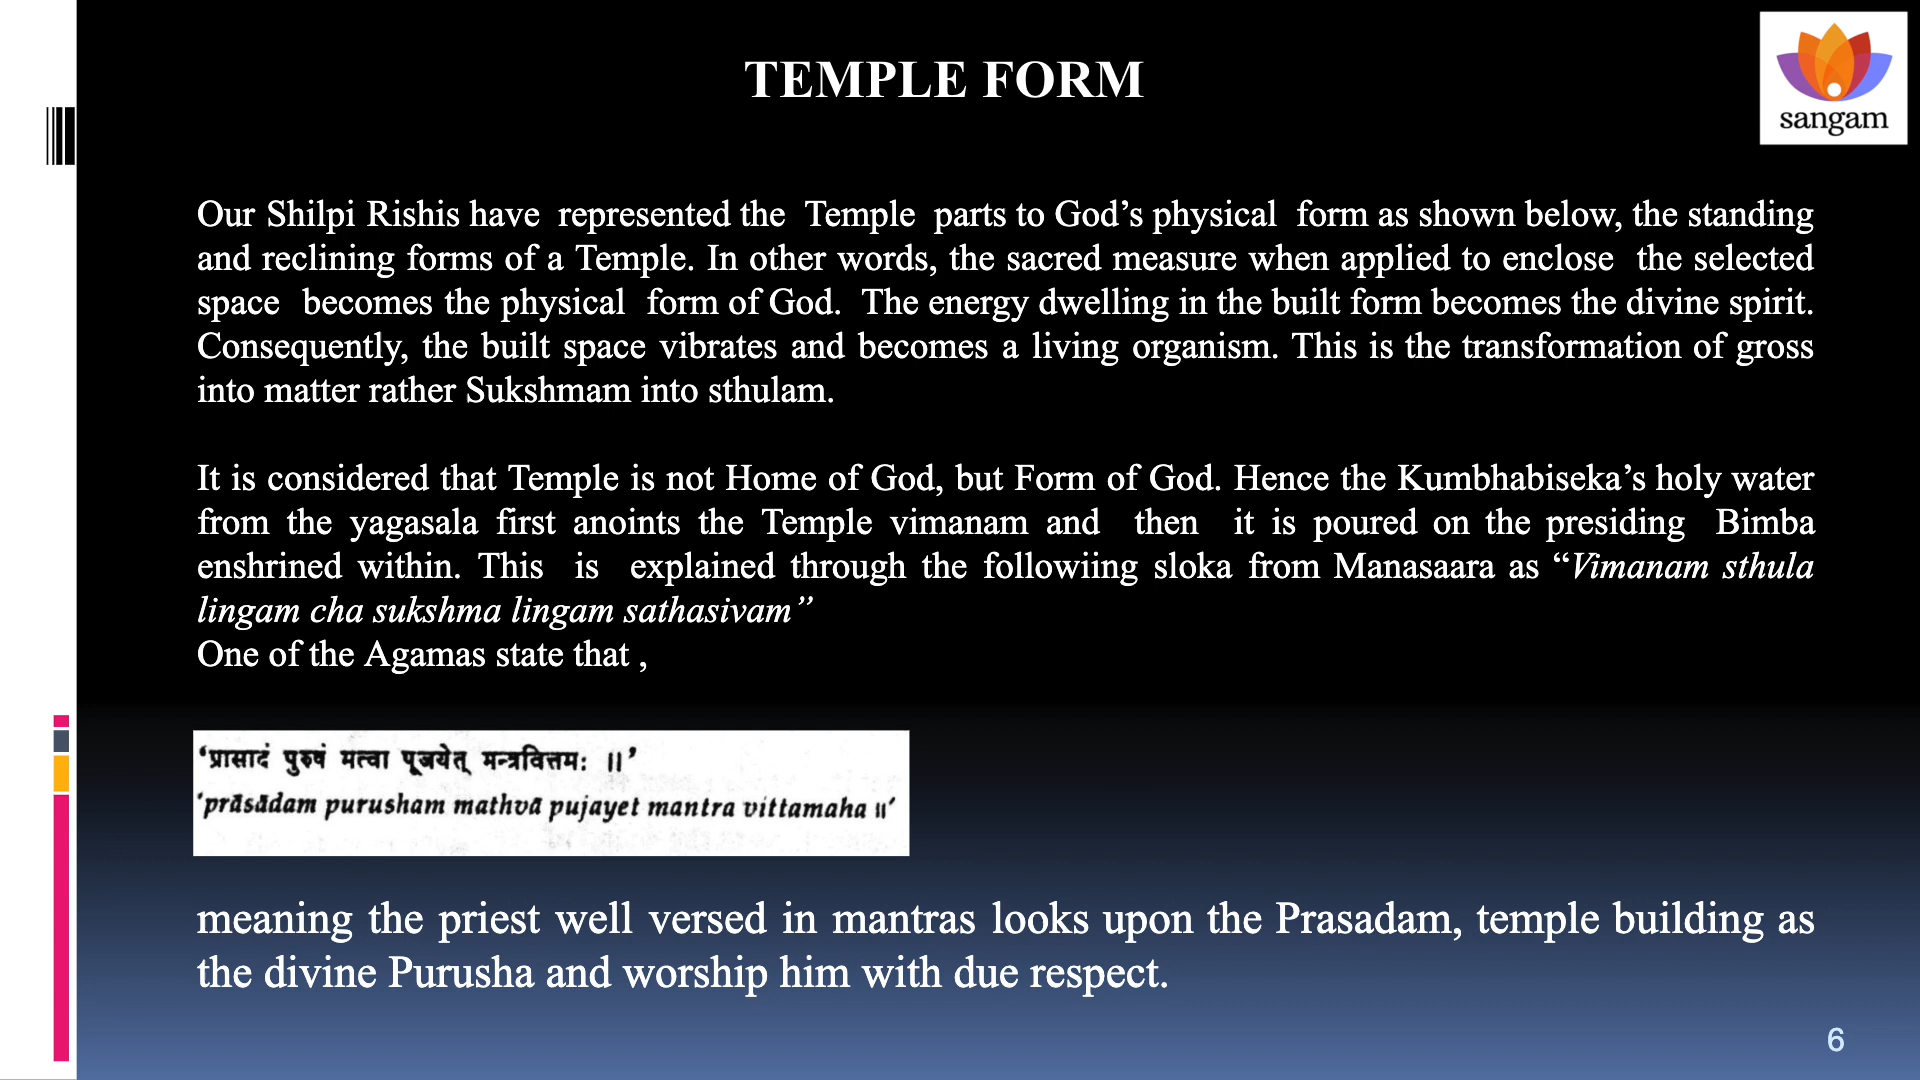 TEMPLE FORM
sangam
Our Shilpi Rishis have represented the Temple parts to God’s physical form as shown below, the standing
and reclining forms of a Temple. In other words, the sacred measure when applied to enclose the selected
space becomes the physical form of God. The energy dwelling in the built form becomes the divine spirit.
Consequently, the built space vibrates and becomes a living organism. This is the transformation of gross
into matter rather Sukshmam into sthulam.
It is considered that Temple is not Home of God, but Form of God. Hence the Kumbhabiseka’s holy water
from the yagasala first anoints the Temple vimanam and then it is poured on the presiding Bimba
enshrined within. This is explained through the followiing sloka from Manasaara as “Vimanam sthula
lingam cha sukshma lingam sathasivam”
One of the Agamas state that ,
‘प्रासादं पुरुषं मत्वा पूजयेत् मन्त्रवित्तमः ॥’
‘prāsādam purusham mathvā pujayet mantra vittamaha ॥’
meaning the priest well versed in mantras looks upon the Prasadam, temple building as
the divine Purusha and worship him with due respect.
6